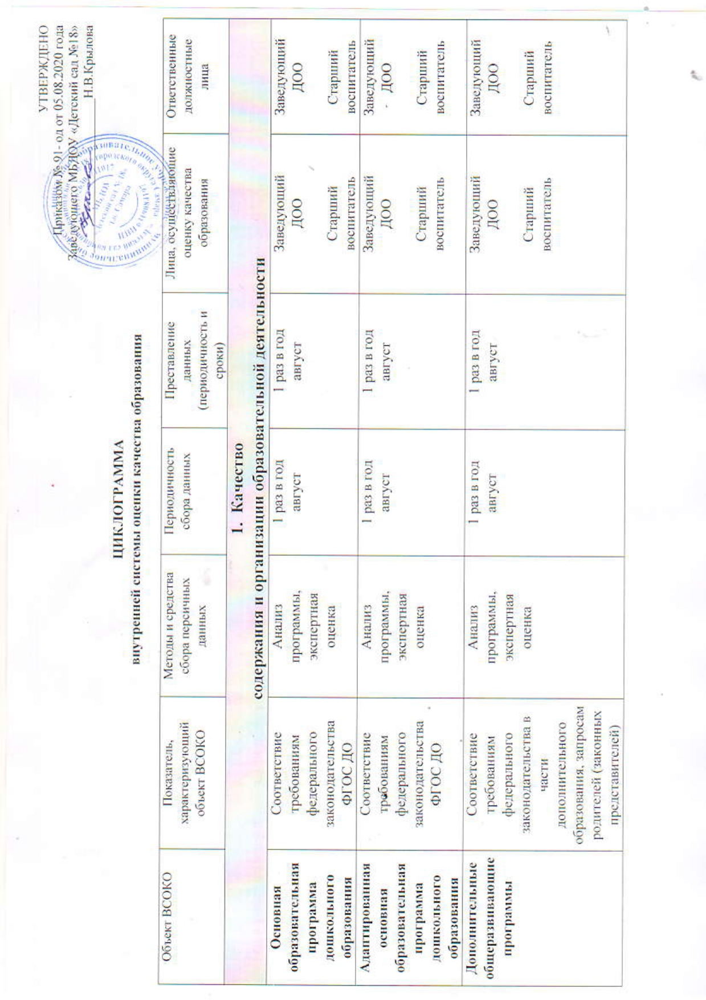 УТВЕРЖДЕНО
Приказом № 91- од от 05.08.2020 года
Заведующего МБДОУ «Детский сад №18»
Н.В.Крылова
ЦИКЛОГРАММА
внутренней системы оценки качества образования
Объект ВСОКО
Показатель,
характеризующий
объект ВСОКО
Методы и средства
сбора персичных
данных
Периодичность
сбора данных
Преставление
данных
(периодичность и
сроки)
Лица, осуществляющие
оценку качества
образования
Ответственные
должностные
лица
1. Качество
содержания и организации образовательной деятельности
Основная
образовательная
программа
дошкольного
образования
Соответствие
требованиям
федерального
законодательства
ФГОС ДО
Анализ
программы,
экспертная
оценка
1 раз в год
август
1 раз в год
август
Заведующий
ДОО
Старший
воспитатель
Заведующий
ДОО
Старший
воспитатель
Адаптированная
основная
образовательная
программа
дошкольного
образования
Соответствие
требованиям
федерального
законодательства
ФГОС ДО
Анализ
программы,
экспертная
оценка
1 раз в год
август
1 раз в год
август
Заведующий
ДОО
Старший
воспитатель
Заведующий
ДОО
Старший
воспитатель
Дополнительные
общеразвивающие
программы
Соответствие
требованиям
федерального
законодательства в
части
дополнительного
образования, запросам
родителей (законных
представителей)
Анализ
программы,
экспертная
оценка
1 раз в год
август
1 раз в год
август
Заведующий
ДОО
Старший
воспитатель
Заведующий
ДОО
Старший
воспитатель